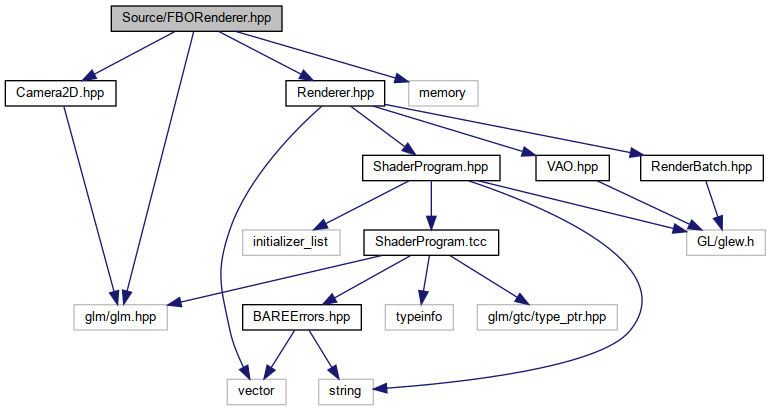 Source/FBORenderer.hpp
Camera2D.hpp
Renderer.hpp
memory
ShaderProgram.hpp
VAO.hpp
RenderBatch.hpp
initializer_list
ShaderProgram.tcc
GL/glew.h
glm/glm.hpp
BAREErrors.hpp
typeinfo
glm/gtc/type_ptr.hpp
vector
string